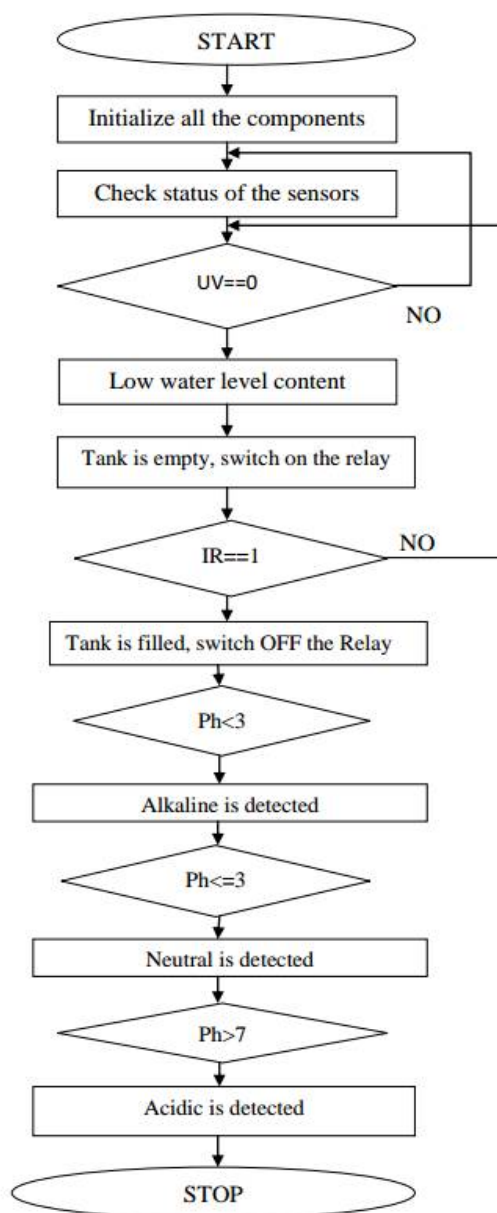 START
Initialize all the components
Check status of the sensors
UV==0
NO
Low water level content
Tank is empty, switch on the relay
IR==1
NO
Tank is filled, switch OFF the Relay
Ph<3
Alkaline is detected
Ph<=3
Neutral is detected
Ph>7
Acidic is detected
STOP